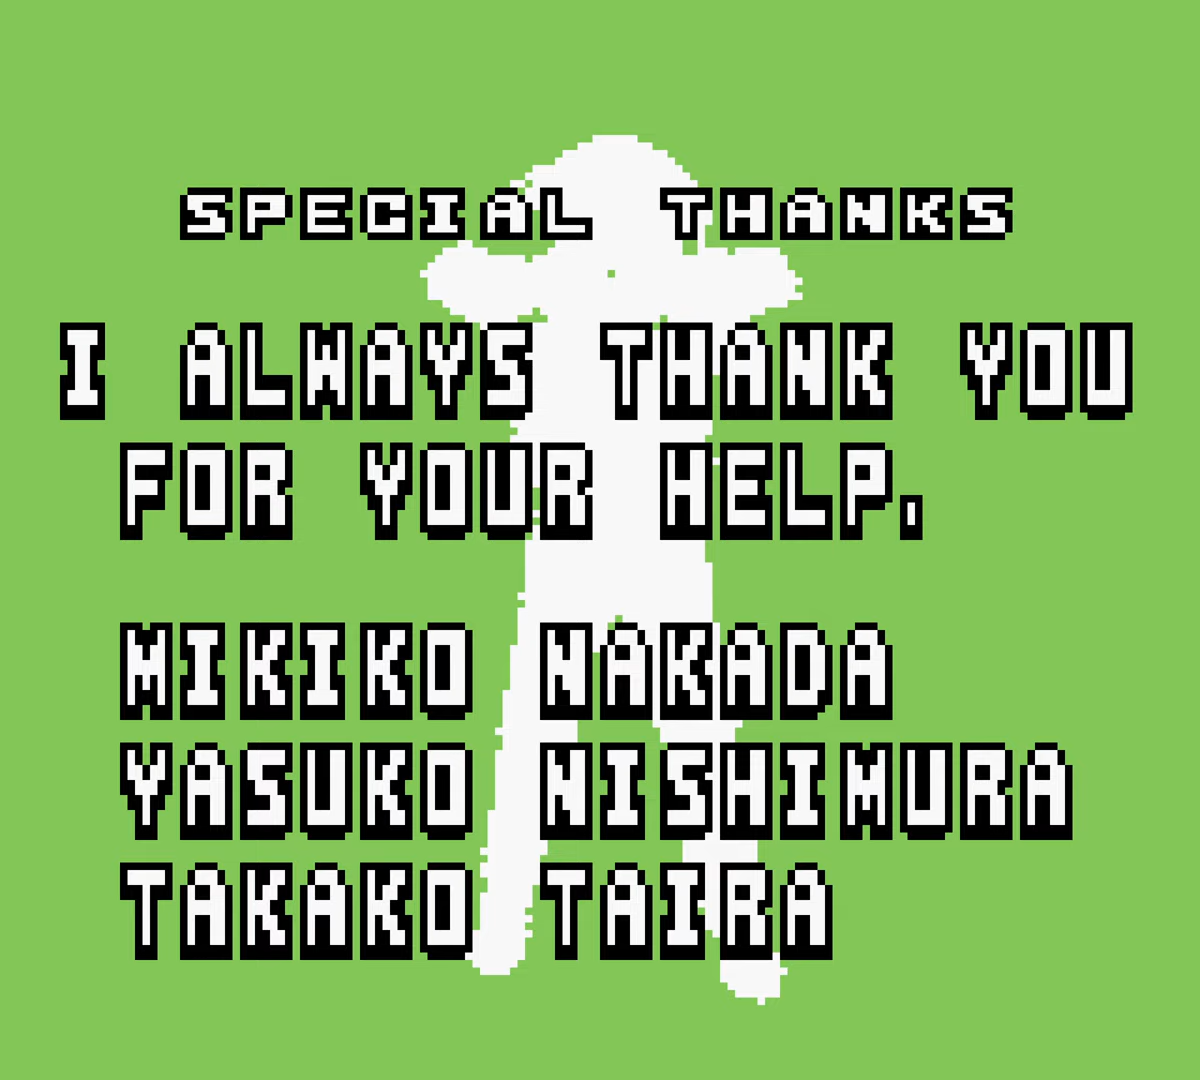 SPECIAL THANKS
I ALWAYS THANK YOU
FOR YOUR HELP.
MIKIKO NAKADA
YASUKO NISHIMURA
TAKAKO TAIRA